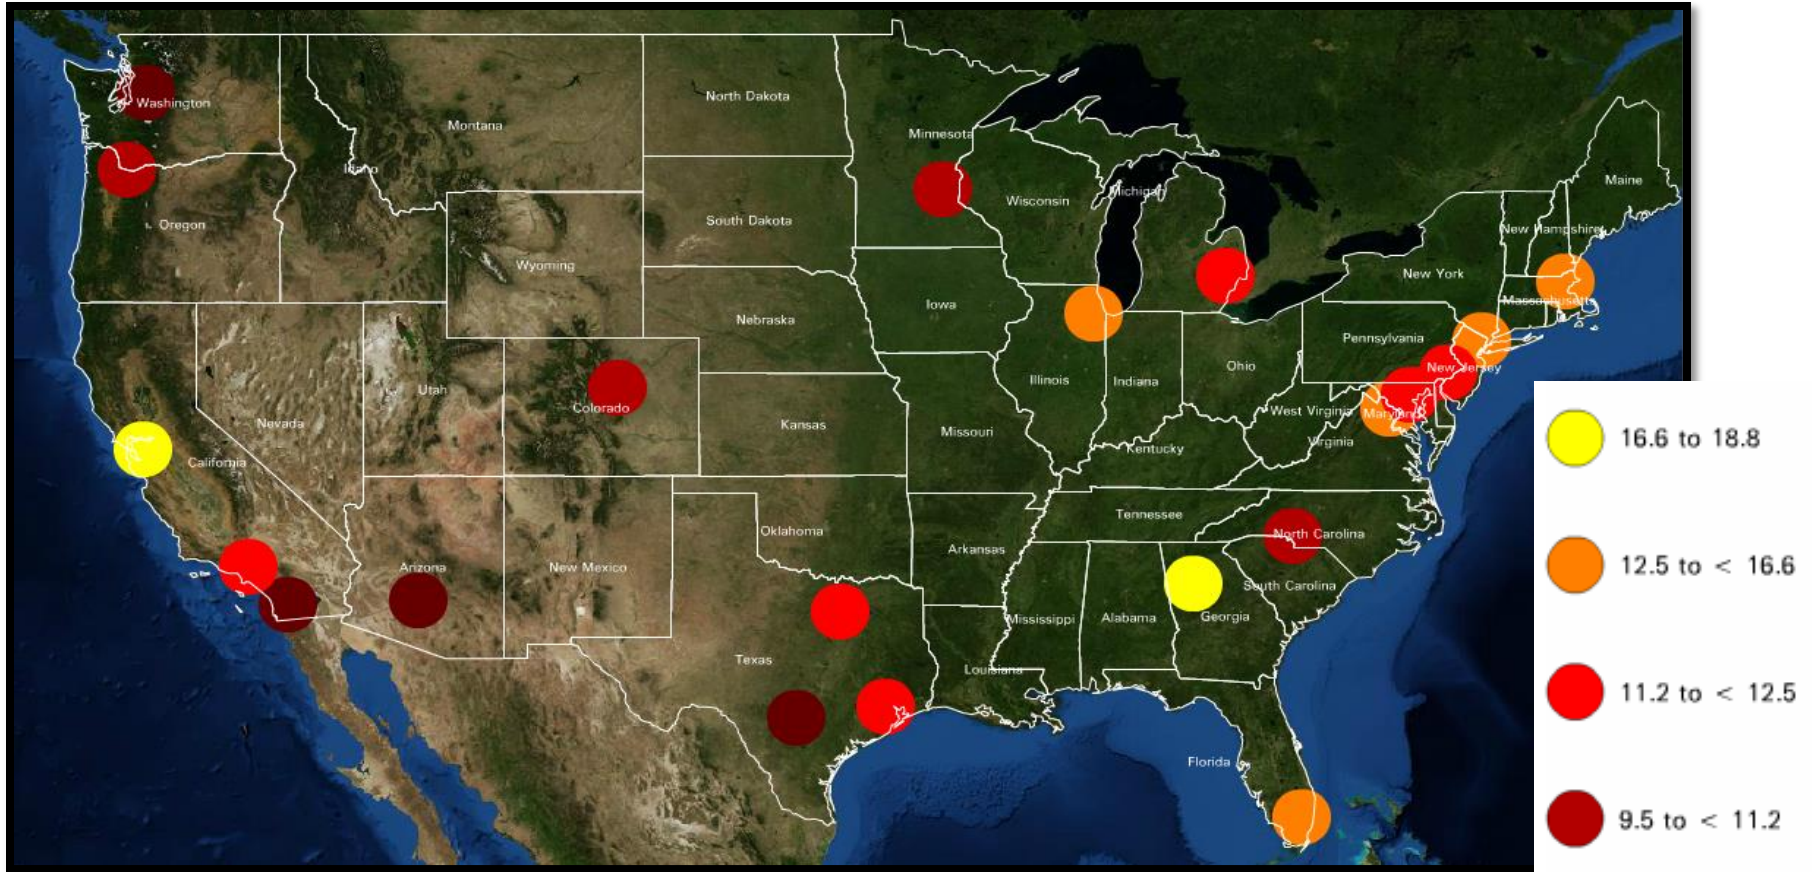 Washington
Montana
North Dakota
Minnesota
Idaho
Oregon
Wyoming
South Dakota
Wisconsin
Michigan
Maine
New Hampshire
New York
Massachusetts
Iowa
Nebraska
Pennsylvania
Ohio
New Jersey
Illinois
Indiana
Utah
Colorado
Nevada
Kansas
Missouri
West Virginia
Maryland
Virginia
Kentucky
California
Tennessee
North Carolina
Oklahoma
Arkansas
Arizona
New Mexico
South Carolina
Mississippi
Alabama
Georgia
Texas
Louisiana
Florida
16.6 to 18.8
12.5 to < 16.6
11.2 to < 12.5
9.5 to < 11.2